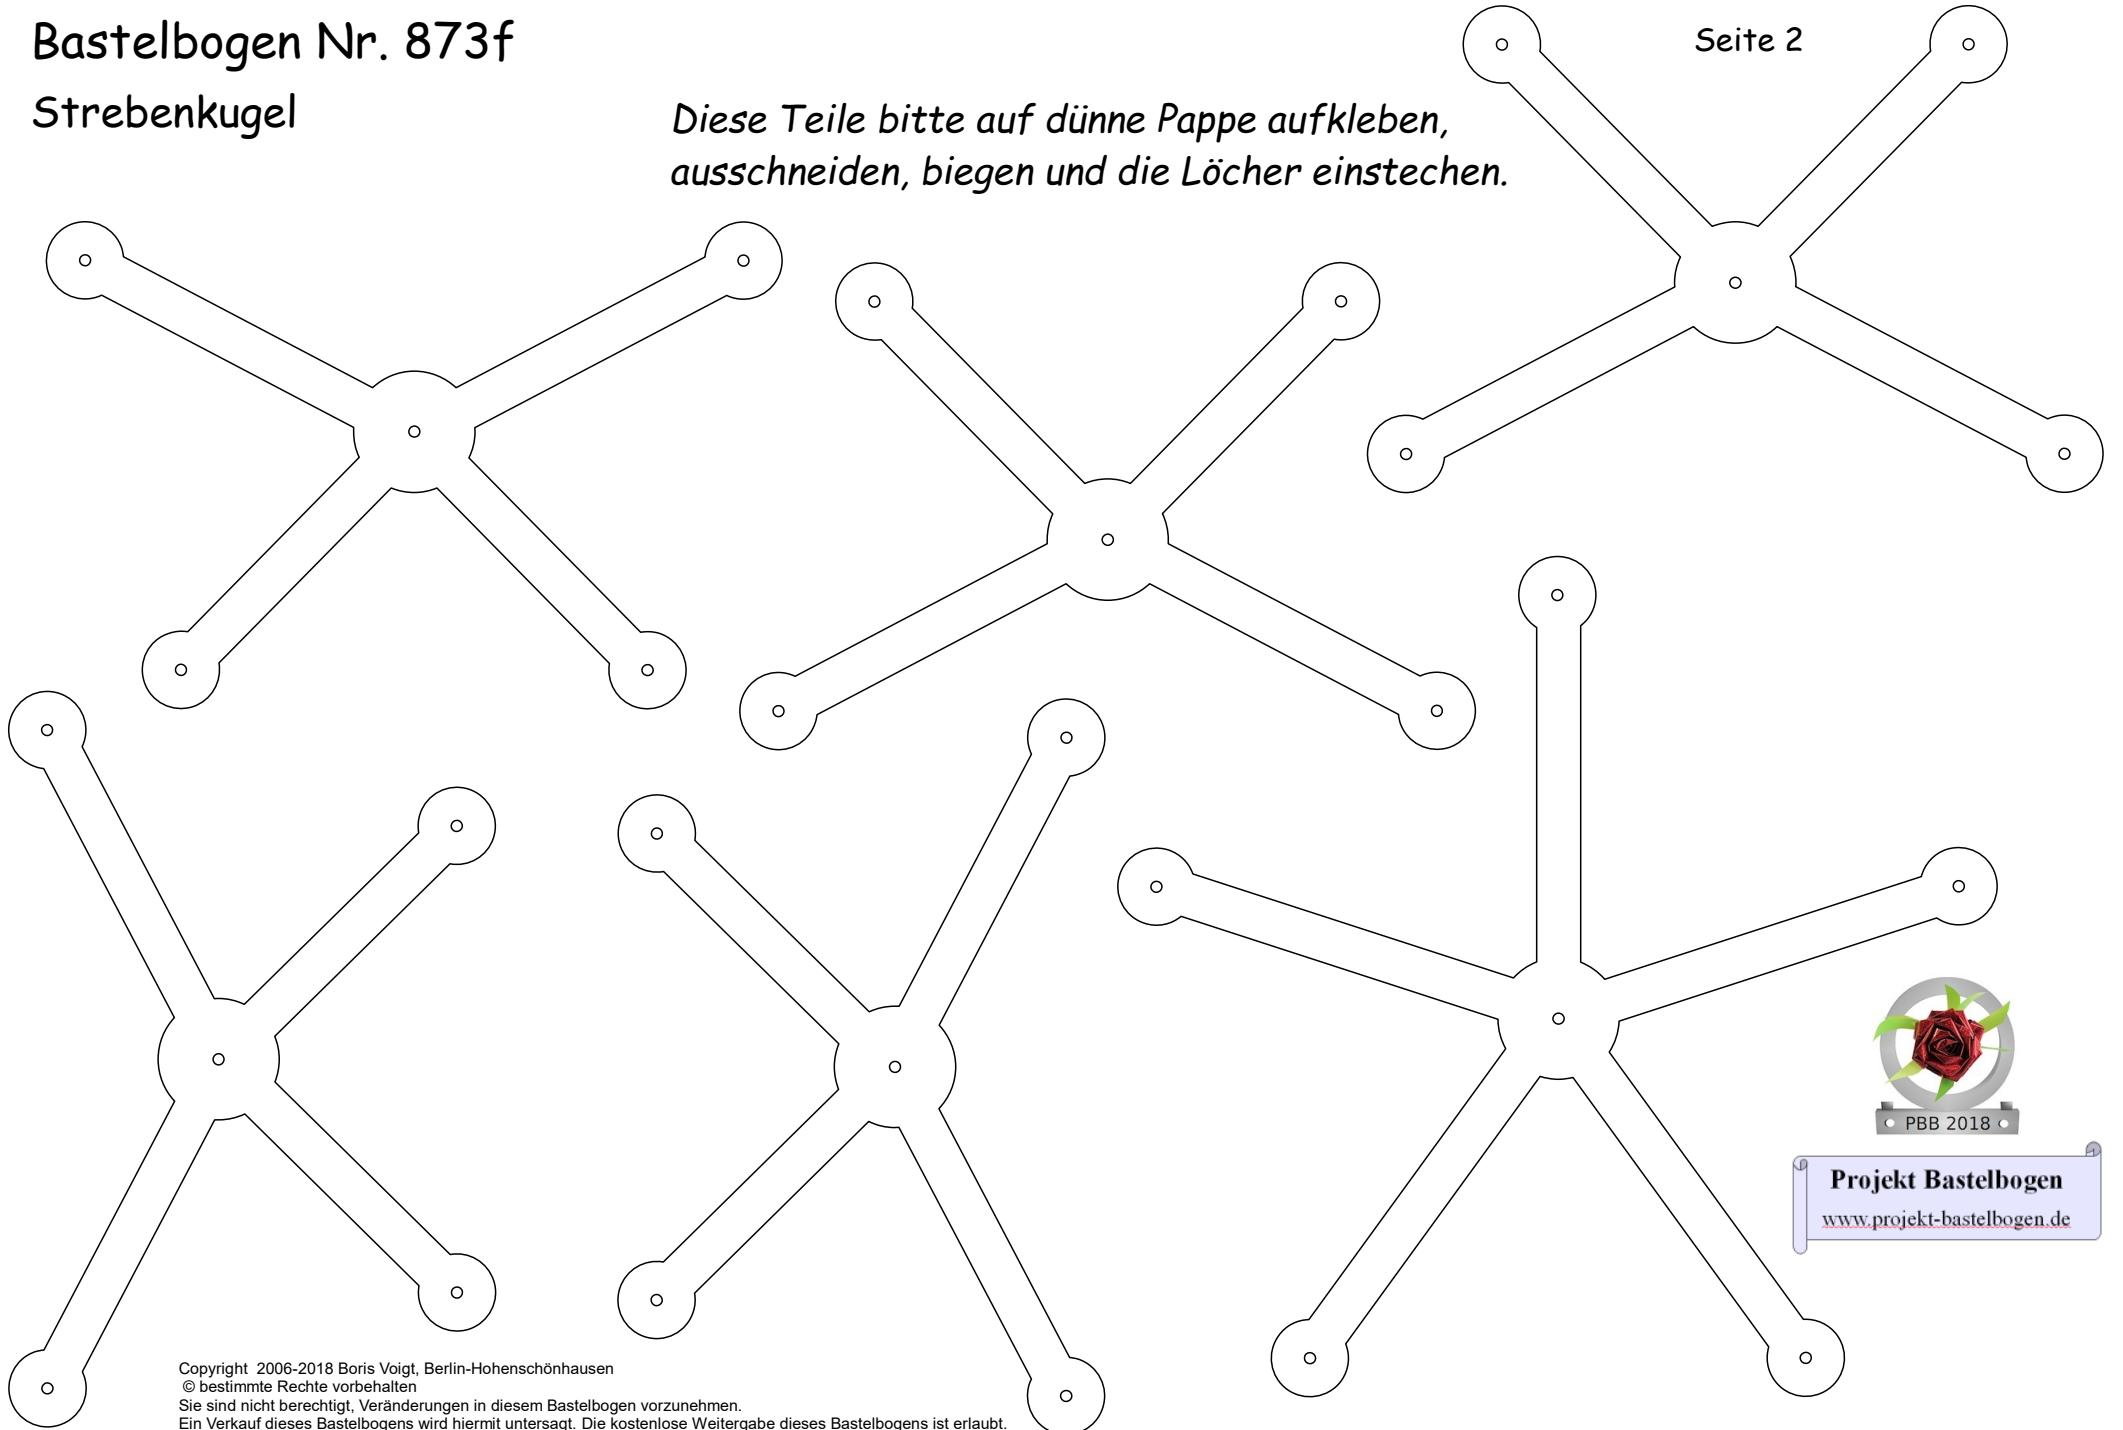 Bastelbogen Nr. 873f
Seite 2
Strebenkugel
Diese Teile bitte auf dünne Pappe aufkleben,
ausschneiden, biegen und die Löcher einstechen.
PBB 2018
Projekt Bastelbogen
www.projekt-bastelbogen.de
Copyright 2006-2018 Boris Voigt, Berlin-Hohenschönhausen
© bestimmte Rechte vorbehalten
Sie sind nicht berechtigt, Veränderungen in diesem Bastelbogen vorzunehmen.
Ein Verkauf dieses Bastelbogens wird hiermit untersagt. Die kostenlose Weitergabe dieses Bastelbogens ist erlaubt.